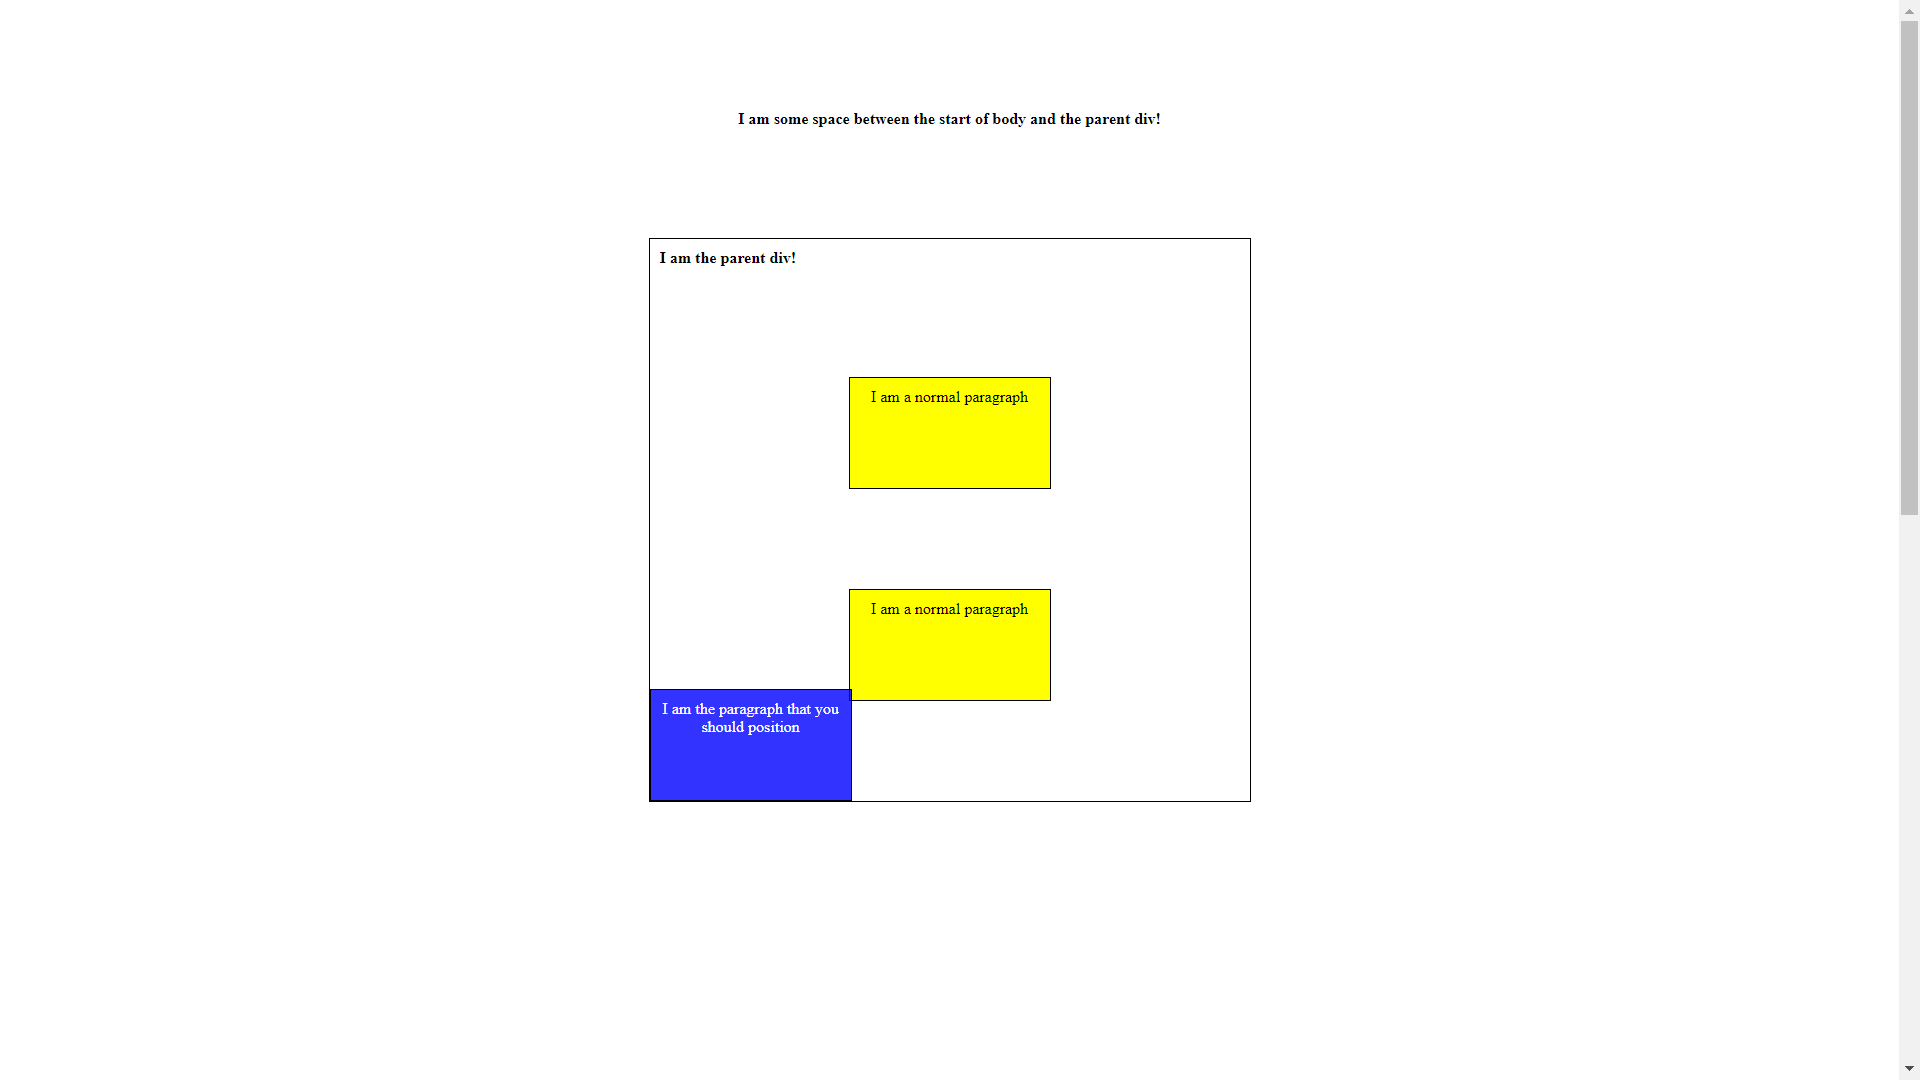 I am some space between the start of body and the parent div!
I am the parent div!
I am a normal paragraph
I am a normal paragraph
I am the paragraph that you
should position